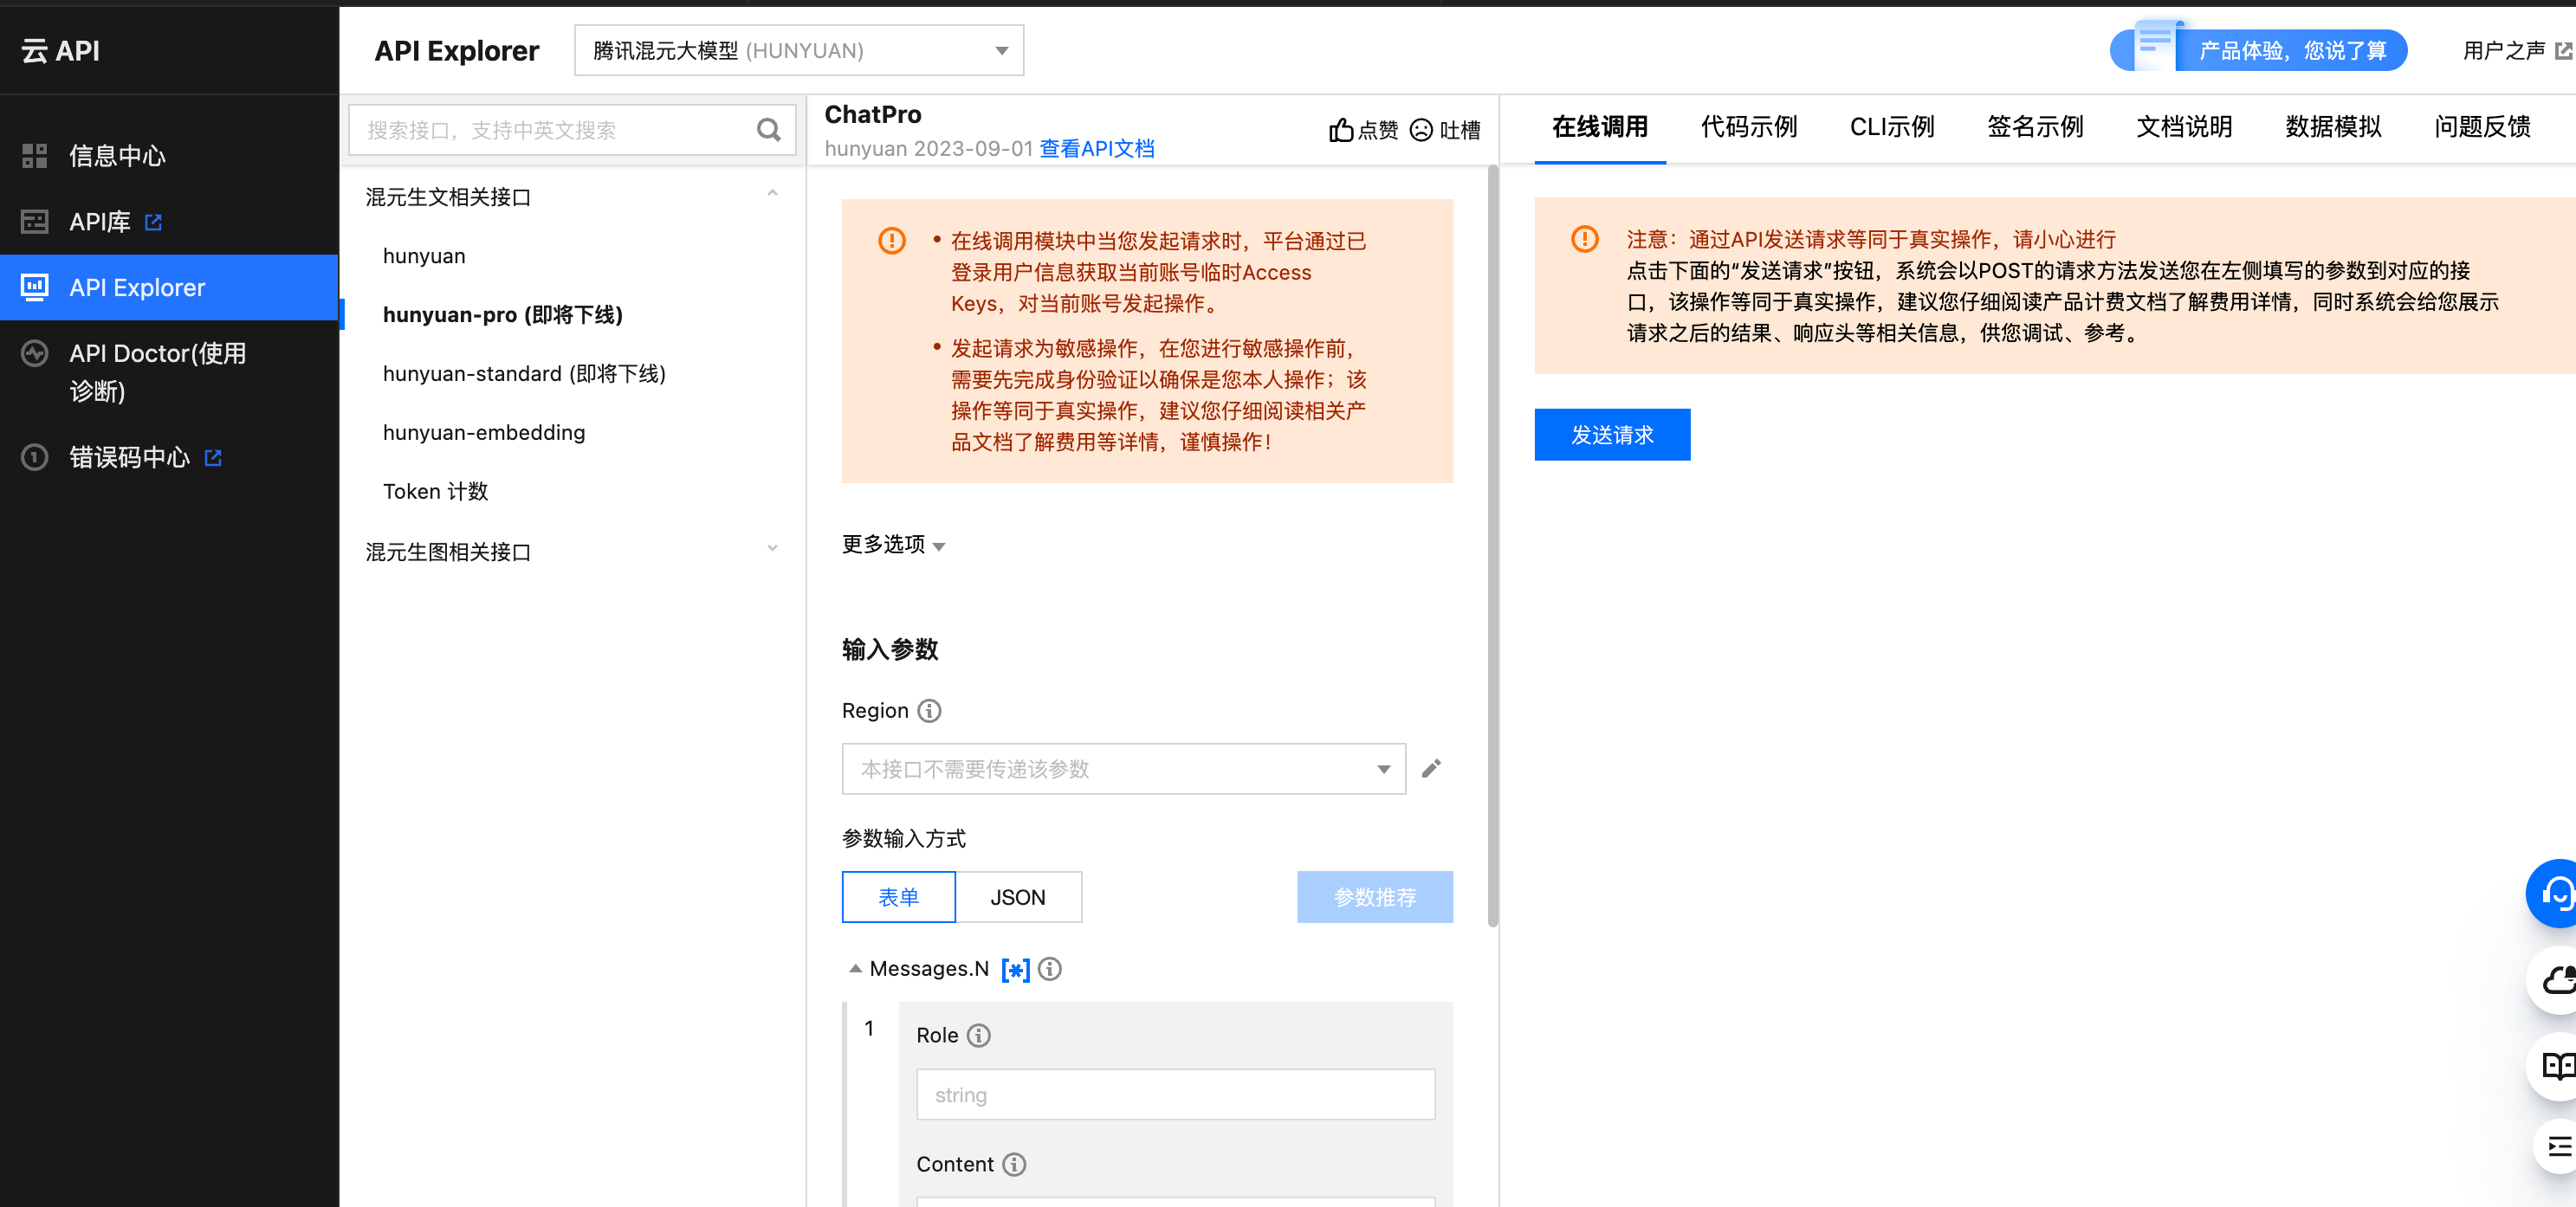 云 API
信息中心
API库
API Explorer
API Doctor(使用
诊断)
错误码中心
API Explorer
腾讯混元大模型 (HUNYUAN)
产品体验，您说了算
用户之声
搜索接口，支持中英文搜索
混元生文相关接口
hunyuan
hunyuan-pro (即将下线)
hunyuan-standard (即将下线)
hunyuan-embedding
Token 计数
混元生图相关接口
ChatPro
hunyuan 2023-09-01 查看API文档
点赞 吐槽
• 在线调用模块中当您发起请求时，平台通过已
登录用户信息获取当前账号临时Access
Keys，对当前账号发起操作。
• 发起请求为敏感操作，在您进行敏感操作前，
需要先完成身份验证以确保是您本人操作；该
操作等同于真实操作，建议您仔细阅读相关产
品文档了解费用等详情，谨慎操作！
更多选项
输入参数
Region
本接口不需要传递该参数
参数输入方式
表单 JSON 参数推荐
Messages.N [*]
1
Role
string
Content
在线调用 代码示例 CLI示例 签名示例 文档说明 数据模拟 问题反馈
注意：通过API发送请求等同于真实操作，请小心进行
点击下面的“发送请求”按钮，系统会以POST的请求方法发送您在左侧填写的参数到对应的接
口，该操作等同于真实操作，建议您仔细阅读产品计费文档了解费用详情，同时系统会给您展示
请求之后的结果、响应头等相关信息，供您调试、参考。
发送请求